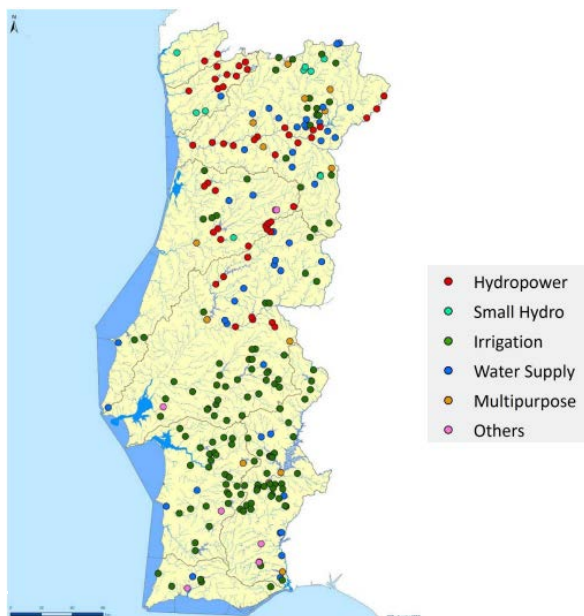 Hydropower
Small Hydro
Irrigation
Water Supply
Multipurpose
Others